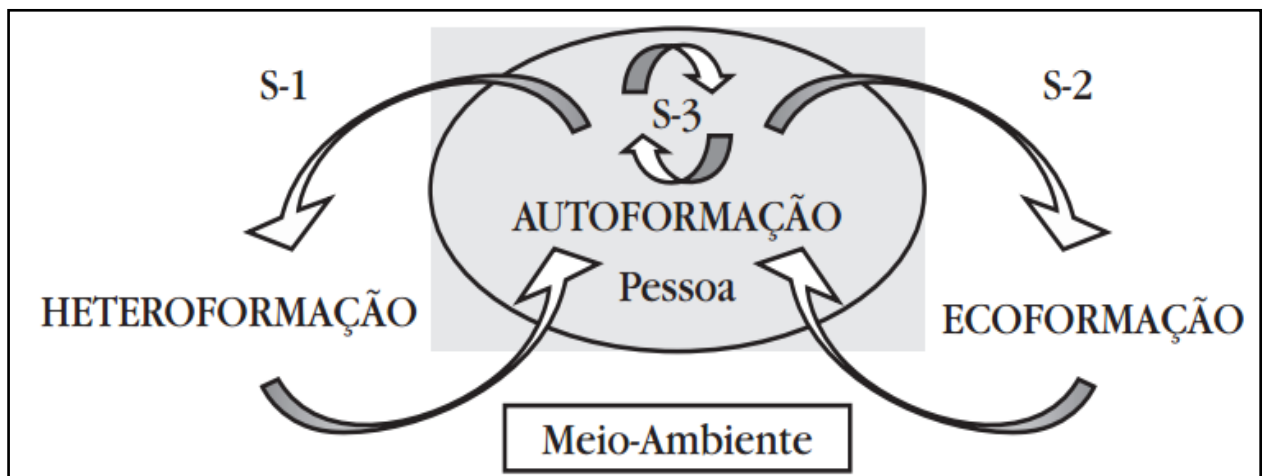 S-1
S-2
S-3
AUTOFORMAÇÃO
Pessoa
HETEROFORMAÇÃO
ECOFORMAÇÃO
Meio-Ambiente